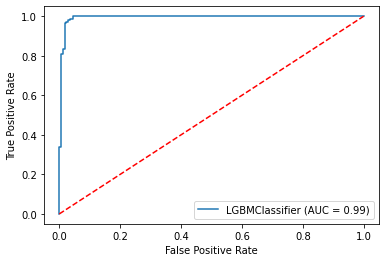 1.0
0.8
0.6
0.4
0.2
0.0
True Positive Rate
LGBMClassifier (AUC = 0.99)
0.0 0.2 0.4 0.6 0.8 1.0
False Positive Rate